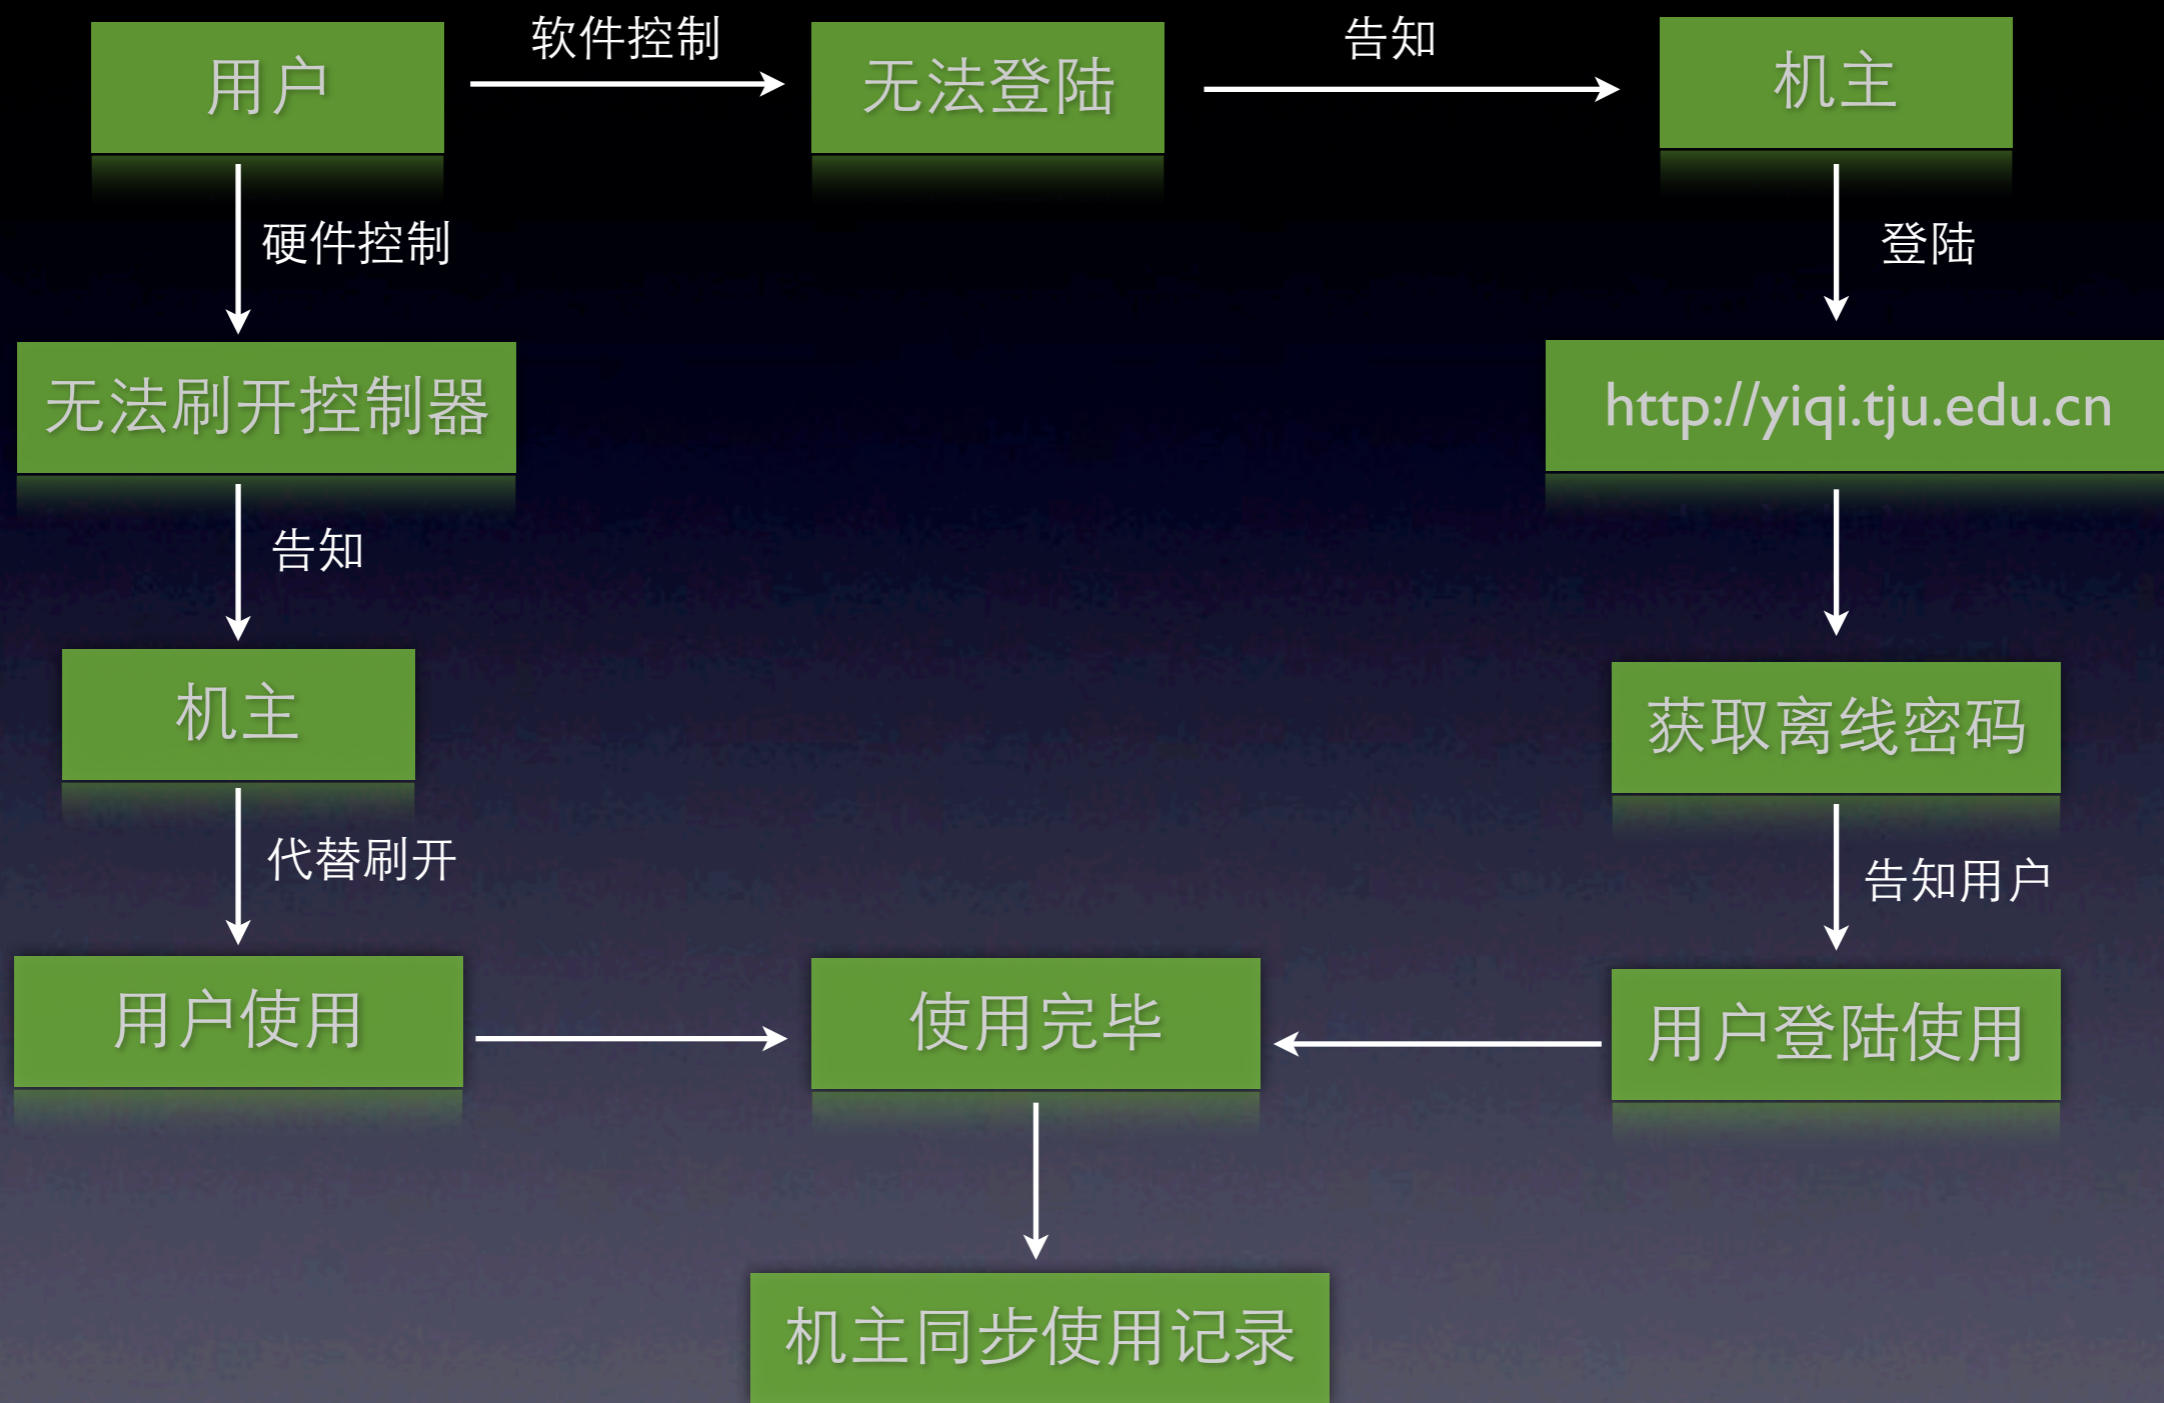 用户
软件控制
无法登陆
告知
机主
硬件控制
登陆
无法刷开控制器
http://yiqi.tju.edu.cn
告知
机主
获取离线密码
代替刷开
告知用户
用户使用
使用完毕
用户登陆使用
机主同步使用记录